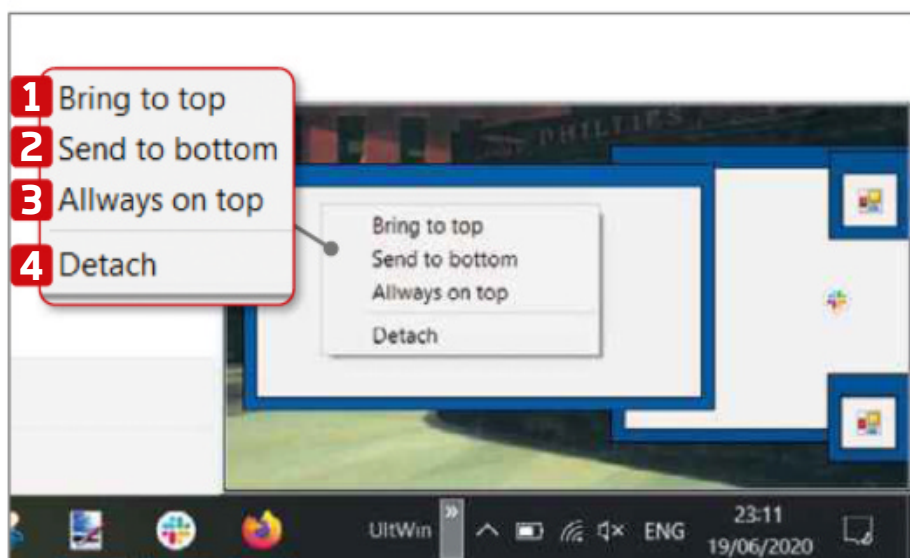 1 Bring to top
2 Send to bottom
3 Allways on top
4 Detach
PHILLIES
Bring to top
Send to bottom
Allways on top
Detach
UltWin
»
ENG
23:11
19/06/2020